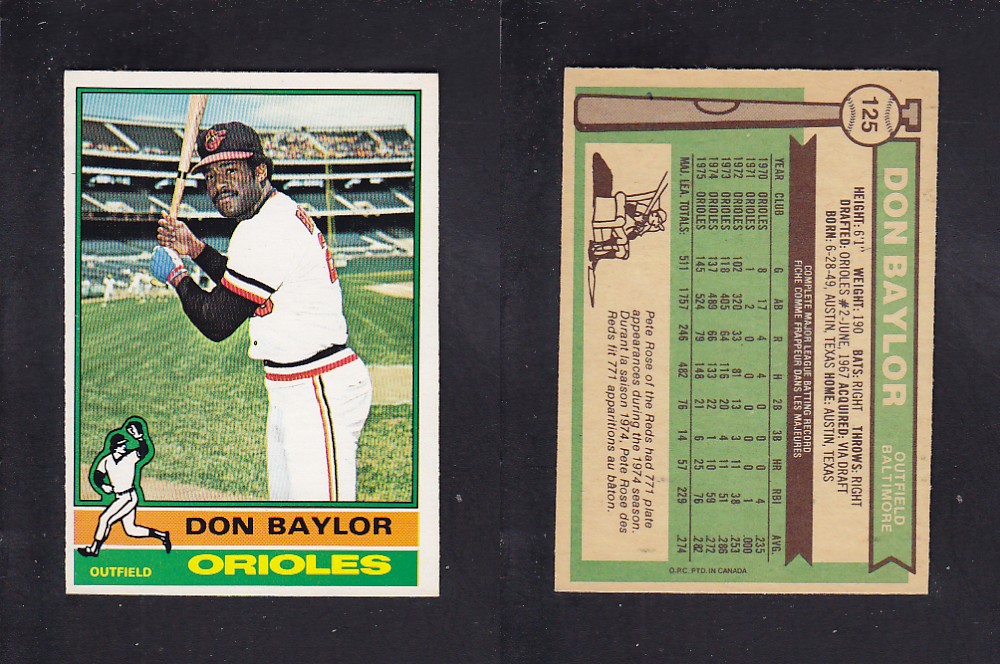 DON BAYLOR
OUTFIELD
ORIOLES
125
DON BAYLOR
OUTFIELD
BALTIMORE
HEIGHT: 6'1" WEIGHT: 190 BATS: RIGHT THROWS: RIGHT
DRAFTED: ORIOLES #2-JUNE, 1967 ACQUIRED: VIA DRAFT
BORN: 6-28-49, AUSTIN, TEXAS HOME: AUSTIN, TEXAS
COMPLETE MAJOR LEAGUE BATTING RECORD
FICHE COMME FRAPPEUR DANS LES MAJEURES
YEAR CLUB G AB R H 2B 3B HR RBI AVG.
1970 ORIOLES 8 17 4 4 0 0 0 4 .235
1971 ORIOLES 1 2 0 0 0 0 0 1 .000
1972 ORIOLES 102 320 33 81 13 3 11 38 .253
1973 ORIOLES 118 405 64 116 20 4 11 51 .286
1974 ORIOLES 137 489 66 133 22 1 10 59 .272
1975 ORIOLES 145 524 79 148 21 6 25 76 .282
MAJ. LEA. TOTALS: 511 1757 246 482 76 14 57 229 .274
Pete Rose of the Reds had 771 plate
appearances during the 1974 season.
Durant la saison 1974, Pete Rose des
Reds fit 771 apparitions au bâton.
O.P.C. PTD. IN CANADA